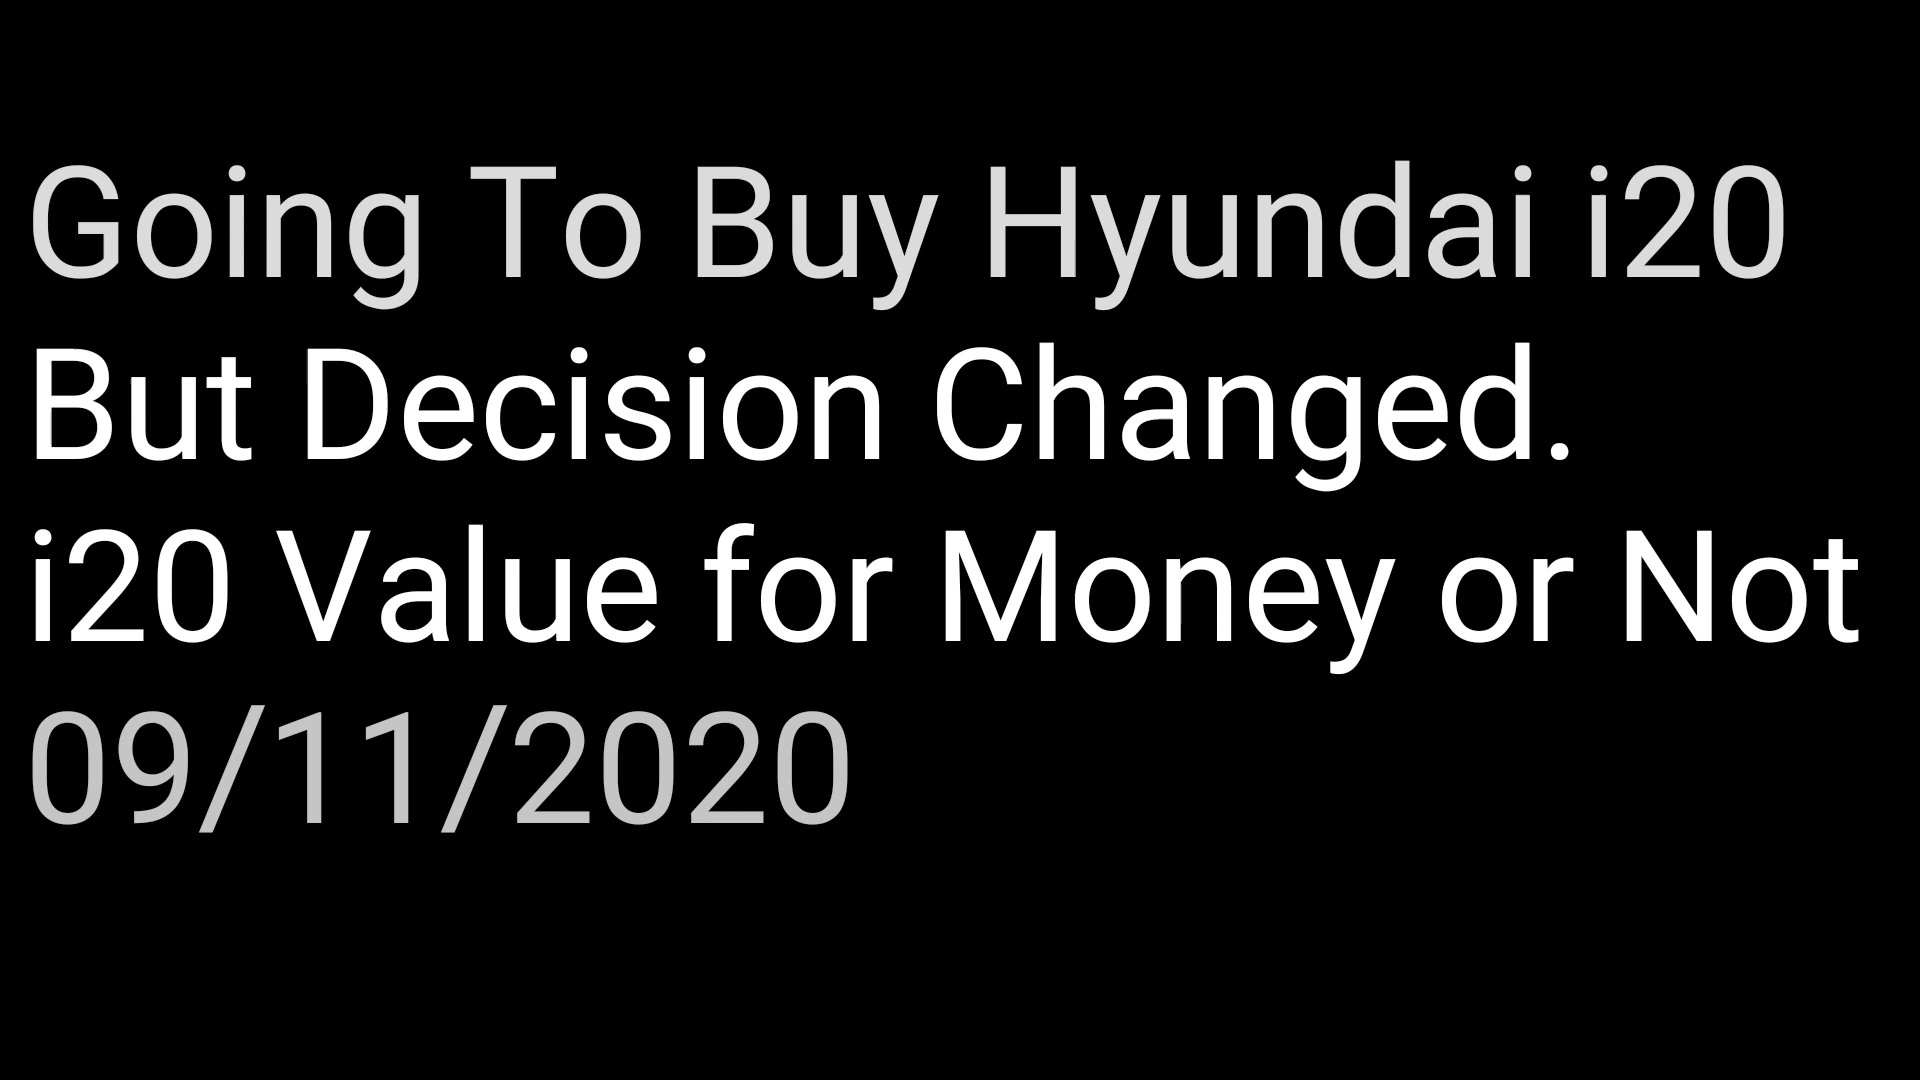 Going To Buy Hyundai i20
But Decision Changed.
i20 Value for Money or Not
09/11/2020